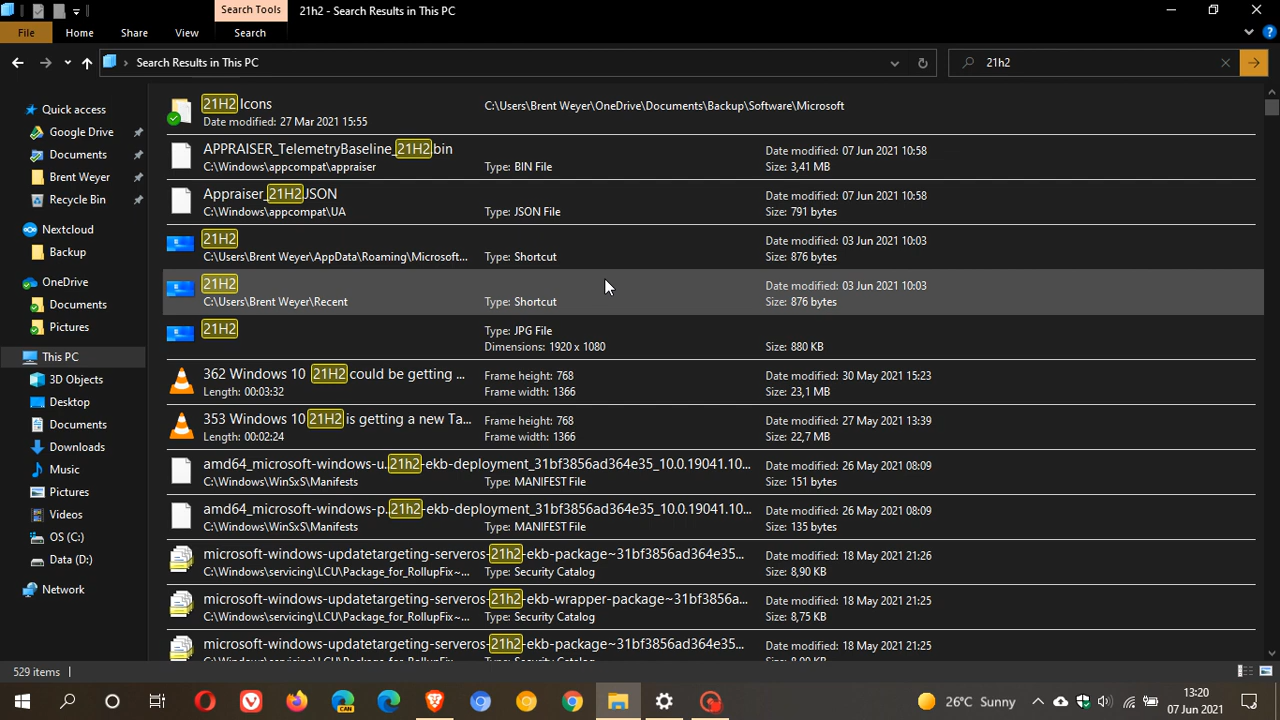 Search Tools
21h2 - Search Results in This PC
File
Home
Share
View
Search
Search Results in This PC
21h2
Quick access
Google Drive
Documents
Brent Weyer
Recycle Bin
Nextcloud
Backup
OneDrive
Documents
Pictures
This PC
3D Objects
Desktop
Documents
Downloads
Music
Pictures
Videos
OS (C:)
Data (D:)
Network
21H2 Icons
C:\Users\Brent Weyer\OneDrive\Documents\Backup\Software\Microsoft
Date modified: 27 Mar 2021 15:55
APPRAISER_TelemetryBaseline_21H2 bin
Date modified: 07 Jun 2021 10:58
C:\Windows\appcompat\appraiser
Type: BIN File
Size: 3,41 MB
Appraiser_21H2 JSON
Date modified: 07 Jun 2021 10:58
C:\Windows\appcompat\UA
Type: JSON File
Size: 791 bytes
21H2
Date modified: 03 Jun 2021 10:03
C:\Users\Brent Weyer\AppData\Roaming\Microsoft...
Type: Shortcut
Size: 876 bytes
21H2
Date modified: 03 Jun 2021 10:03
C:\Users\Brent Weyer\Recent
Type: Shortcut
Size: 876 bytes
21H2
Type: JPG File
Dimensions: 1920 x 1080
Size: 880 KB
362 Windows 10 21H2 could be getting ...
Frame height: 768
Date modified: 30 May 2021 15:23
Length: 00:03:32
Frame width: 1366
Size: 23,1 MB
353 Windows 10 21H2 is getting a new Ta...
Frame height: 768
Date modified: 27 May 2021 13:39
Length: 00:02:24
Frame width: 1366
Size: 22,7 MB
amd64_microsoft-windows-u.21h2-ekb-deployment_31bf3856ad364e35_10.0.19041.10...
Date modified: 26 May 2021 08:09
C:\Windows\WinSxS\Manifests
Type: MANIFEST File
Size: 151 bytes
amd64_microsoft-windows-p.21h2-ekb-deployment_31bf3856ad364e35_10.0.19041.10...
Date modified: 26 May 2021 08:09
C:\Windows\WinSxS\Manifests
Type: MANIFEST File
Size: 135 bytes
microsoft-windows-updatetargeting-serveros-21h2-ekb-package~31bf3856ad364e35...
Date modified: 18 May 2021 21:26
C:\Windows\servicing\LCU\Package_for_RollupFix~...
Type: Security Catalog
Size: 8,90 KB
microsoft-windows-updatetargeting-serveros-21h2-ekb-wrapper-package~31bf3856a...
Date modified: 18 May 2021 21:25
C:\Windows\servicing\LCU\Package_for_RollupFix~...
Type: Security Catalog
Size: 8,75 KB
microsoft-windows-updatetargeting-serveros-21h2-ekb-package~31bf3856ad364e35...
Date modified: 18 May 2021 21:25
C:\Windows\servicing\LCU\Package_for_RollupFix~...
Type: Security Catalog
Size: 8,90 KB
529 items
CAN
26°C Sunny
13:20
07 Jun 2021